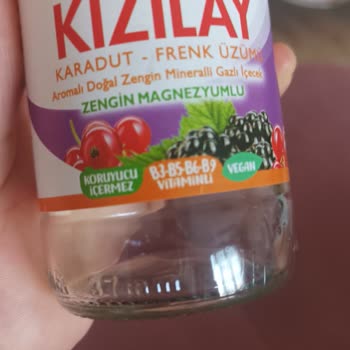 KIZILAY
KARADUT - FRENK ÜZÜMÜ
Aromalı Doğal Zengin Mineralli Gazlı İçecek
ZENGİN MAGNEZYUMLU
KORUYUCU
İÇERMEZ
B3-B5-B6-B9
VİTAMİNLİ
VEGAN